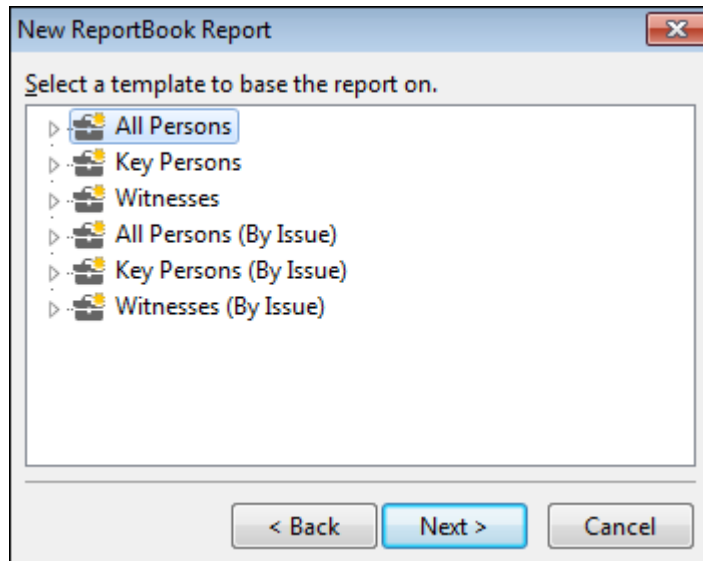 New ReportBook Report
Select a template to base the report on.
All Persons
Key Persons
Witnesses
All Persons (By Issue)
Key Persons (By Issue)
Witnesses (By Issue)
< Back Next > Cancel